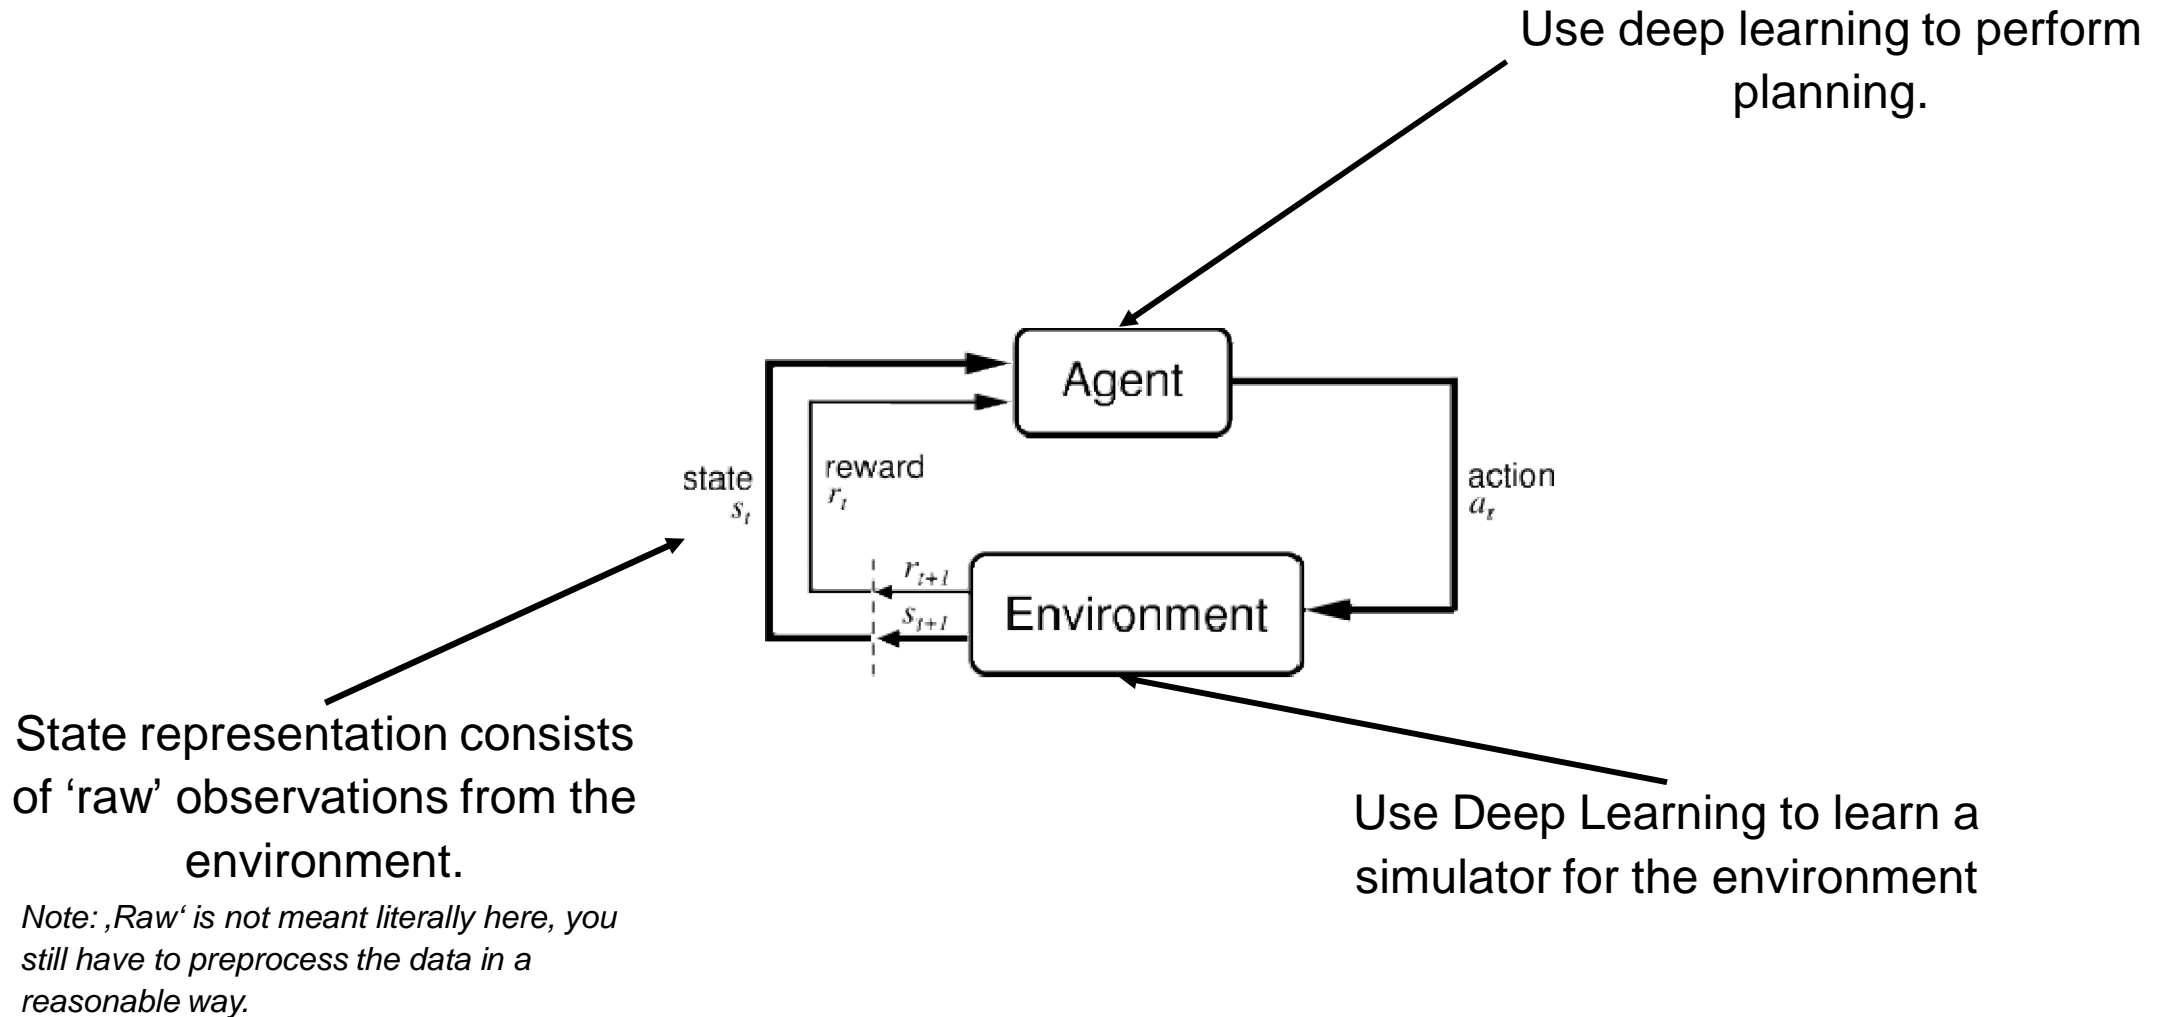 Use deep learning to perform
planning.
Agent
state
s_t
reward
r_t
action
a_t
r_{t+1}
s_{t+1}
Environment
State representation consists
of ‘raw’ observations from the
environment.
Note: ‚Raw‘ is not meant literally here, you
still have to preprocess the data in a
reasonable way.
Use Deep Learning to learn a
simulator for the environment